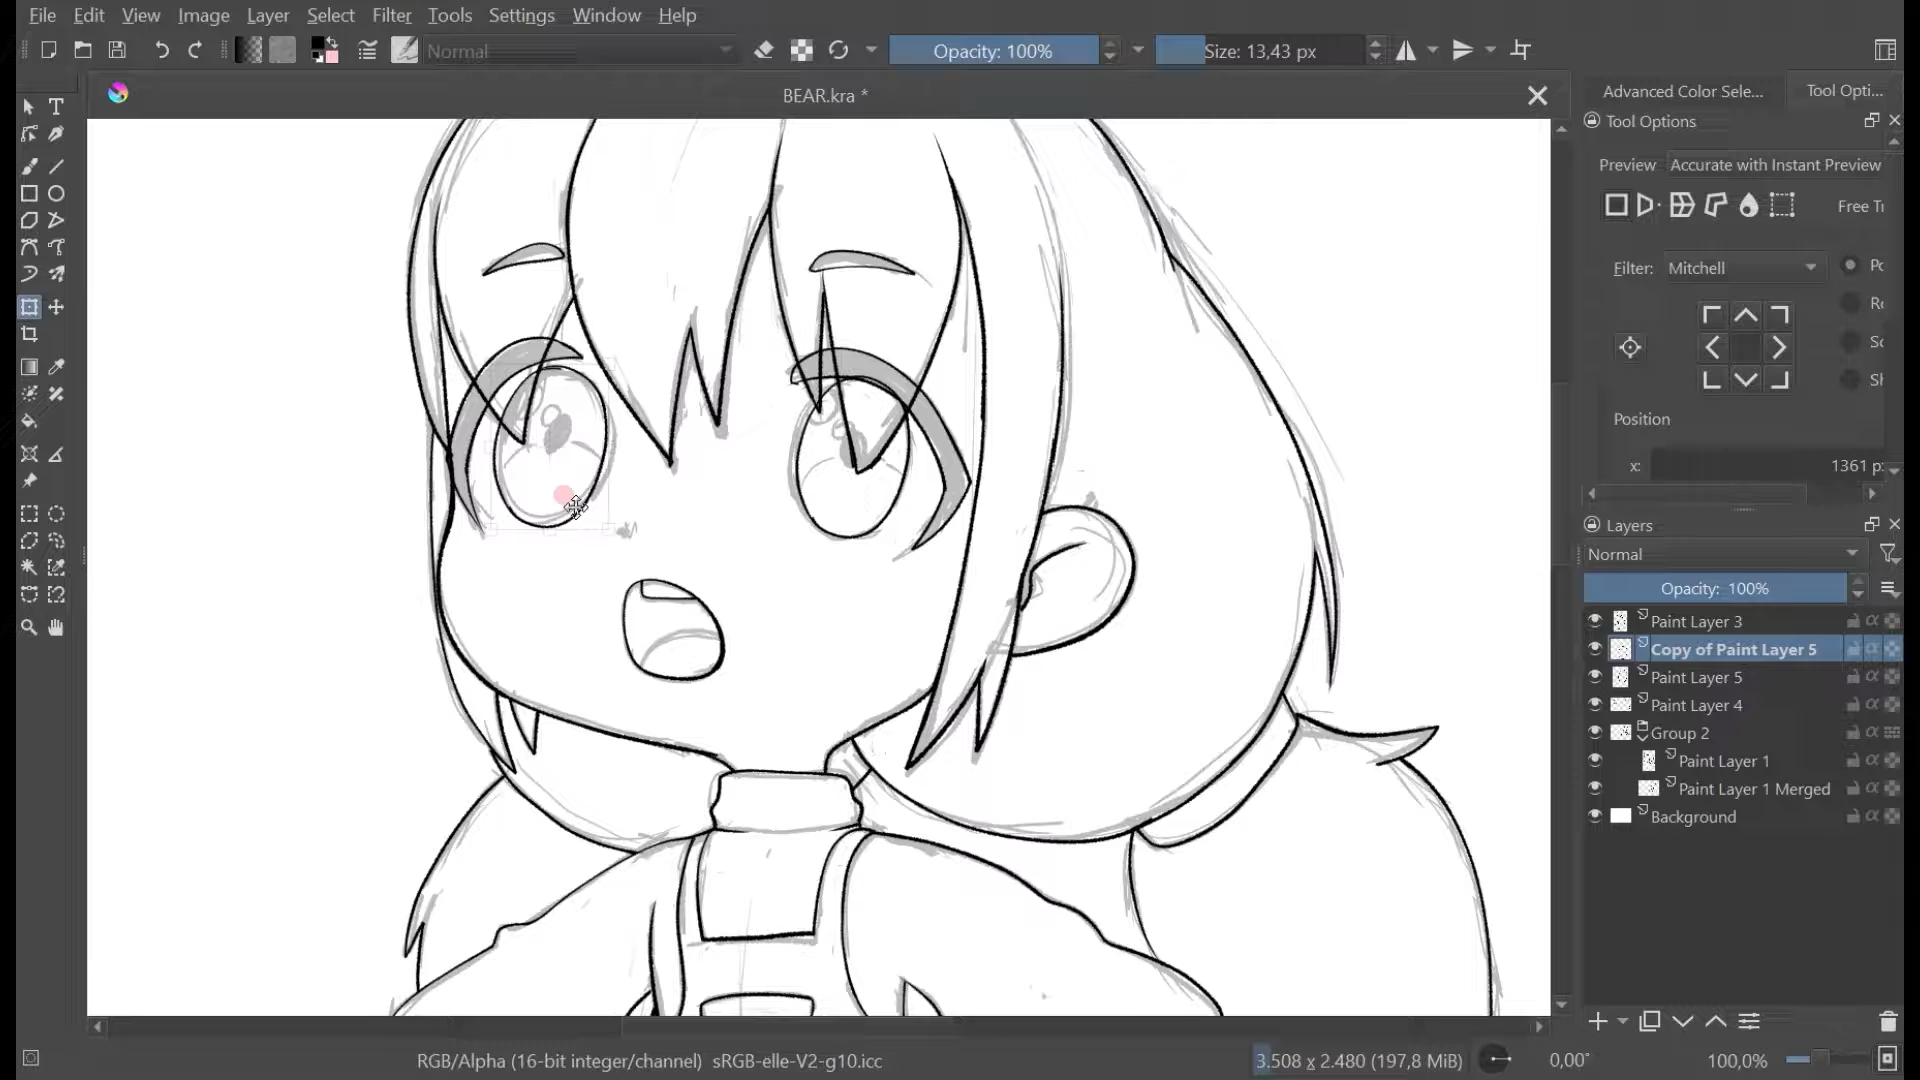 File Edit View Image Layer Select Filter Tools Settings Window Help
Normal Opacity: 100% Size: 13,43 px
BEAR.kra *
Advanced Color Sele... Tool Opti...
Tool Options
Preview Accurate with Instant Preview
Free Tr
Filter: Mitchell Po
Ro
Sc
Sh
Position
x: 1361 p
Layers
Normal
Opacity: 100%
Paint Layer 3
Copy of Paint Layer 5
Paint Layer 5
Paint Layer 4
Group 2
Paint Layer 1
Paint Layer 1 Merged
Background
RGB/Alpha (16-bit integer/channel) sRGB-elle-V2-g10.icc 3.508 x 2.480 (197,8 MiB) 0,00° 100,0%